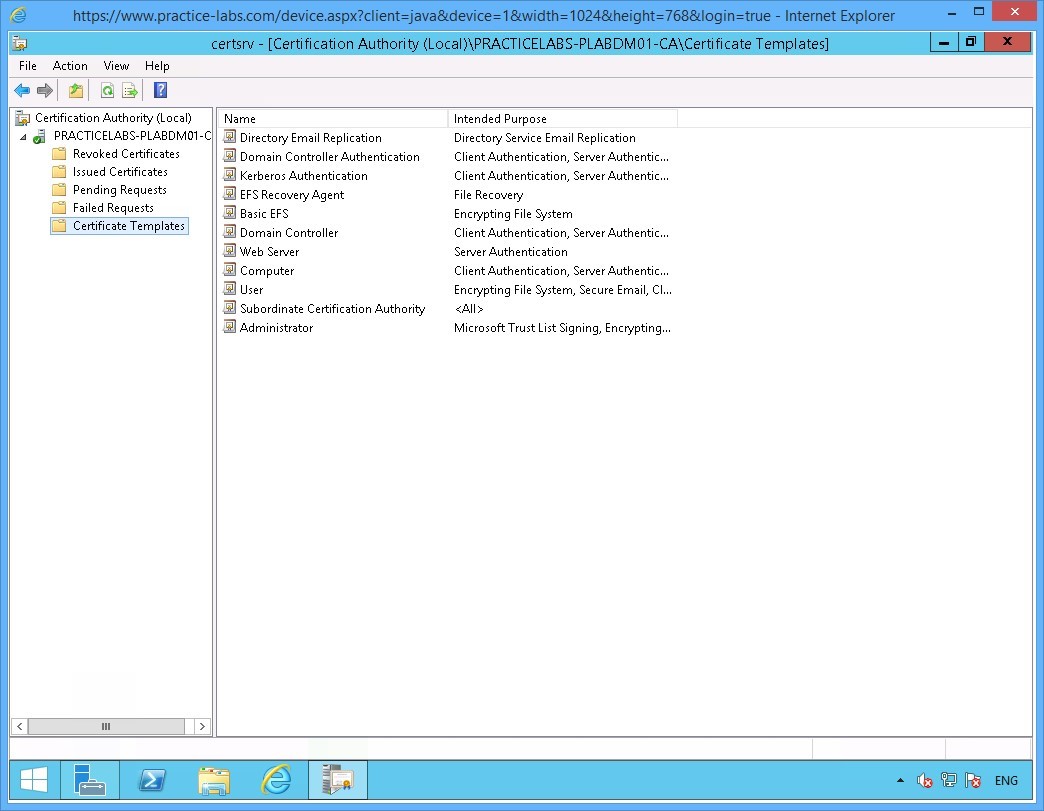 https://www.practice-labs.com/device.aspx?client=java&device=1&width=1024&height=768&login=true - Internet Explorer
certsrv - [Certification Authority (Local)\PRACTICELABS-PLABDM01-CA\Certificate Templates]
File Action View Help
Certification Authority (Local)
PRACTICELABS-PLABDM01-C
Revoked Certificates
Issued Certificates
Pending Requests
Failed Requests
Certificate Templates
Name Intended Purpose
Directory Email Replication Directory Service Email Replication
Domain Controller Authentication Client Authentication, Server Authentic...
Kerberos Authentication Client Authentication, Server Authentic...
EFS Recovery Agent File Recovery
Basic EFS Encrypting File System
Domain Controller Client Authentication, Server Authentic...
Web Server Server Authentication
Computer Client Authentication, Server Authentic...
User Encrypting File System, Secure Email, Cl...
Subordinate Certification Authority <All>
Administrator Microsoft Trust List Signing, Encrypting...
ENG